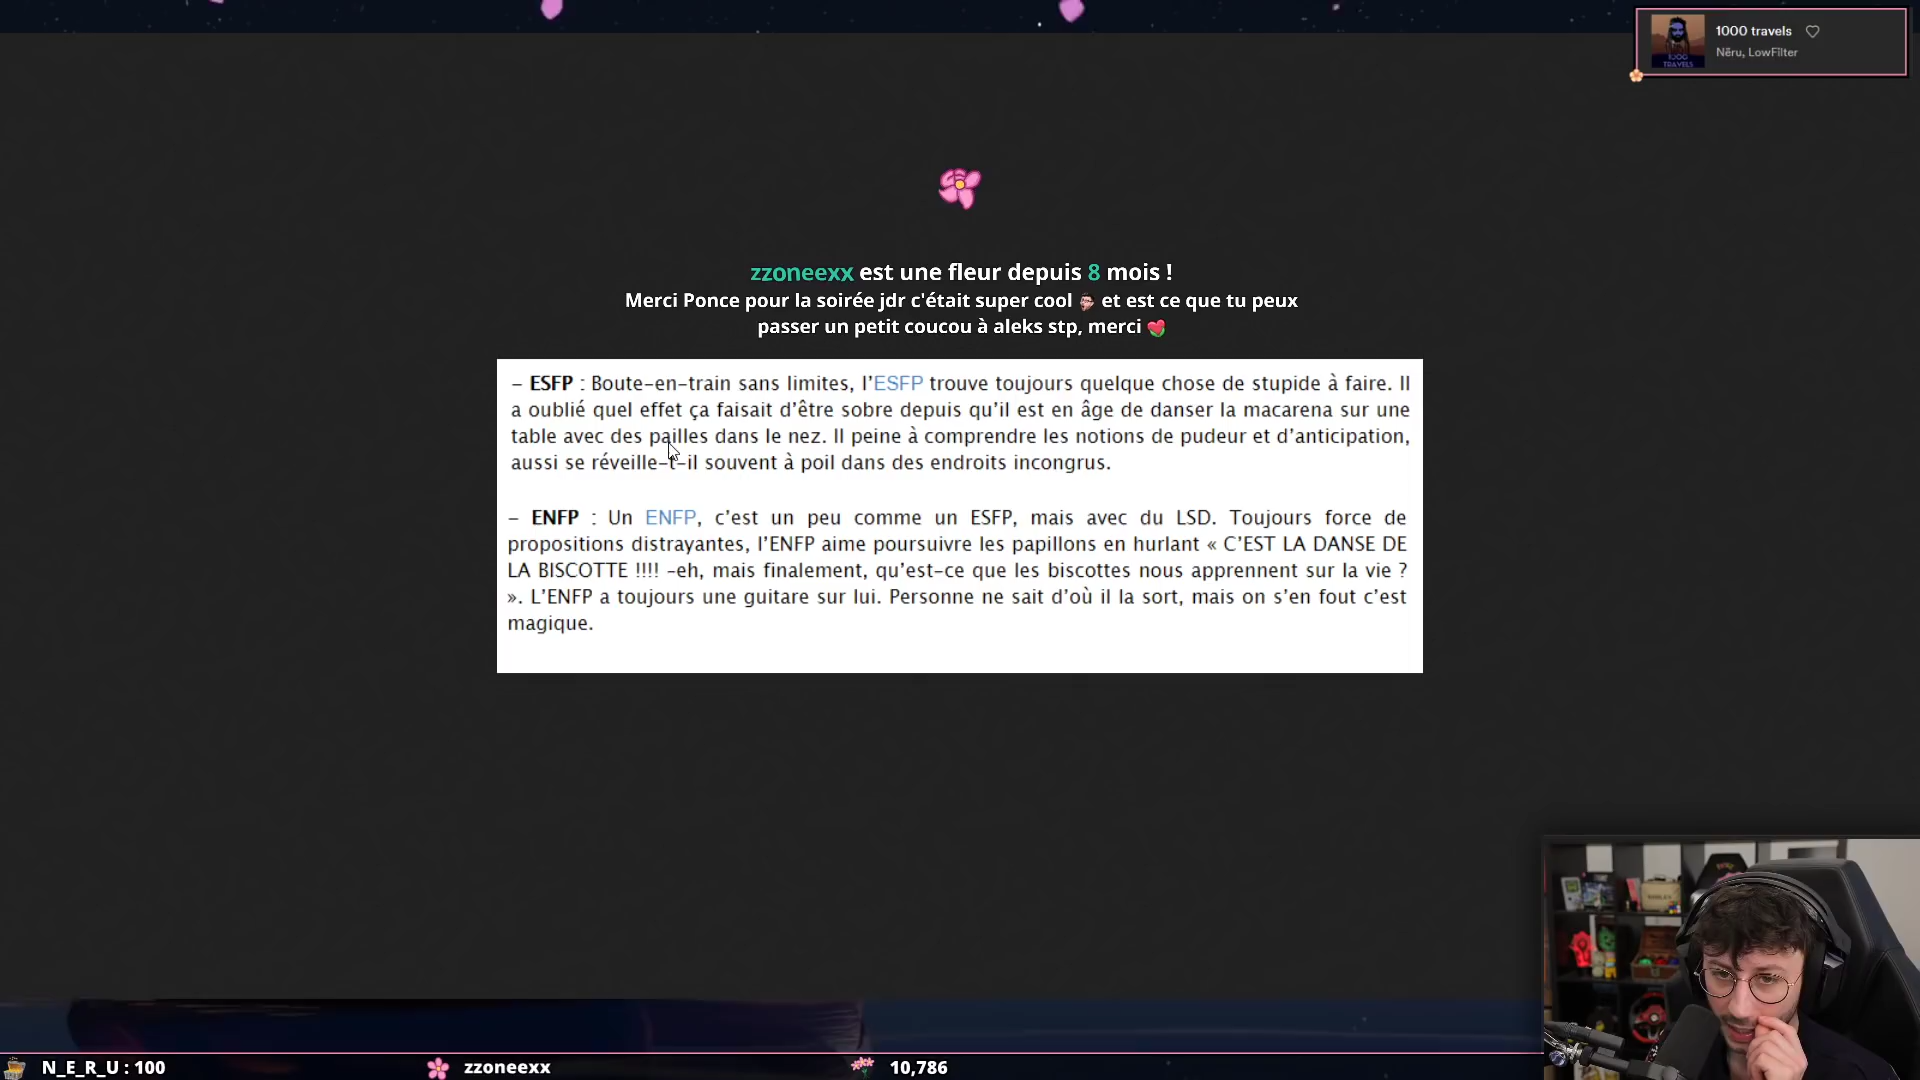 1000 travels
Nēru, LowFilter
1000
TRAVELS
zzoneexx est une fleur depuis 8 mois !
Merci Ponce pour la soirée jdr c'était super cool et est ce que tu peux
passer un petit coucou à aleks stp, merci
– ESFP : Boute-en-train sans limites, l’ESFP trouve toujours quelque chose de stupide à faire. Il
a oublié quel effet ça faisait d’être sobre depuis qu’il est en âge de danser la macarena sur une
table avec des pailles dans le nez. Il peine à comprendre les notions de pudeur et d’anticipation,
aussi se réveille-t-il souvent à poil dans des endroits incongrus.
– ENFP : Un ENFP, c’est un peu comme un ESFP, mais avec du LSD. Toujours force de
propositions distrayantes, l’ENFP aime poursuivre les papillons en hurlant « C’EST LA DANSE DE
LA BISCOTTE !!!! -eh, mais finalement, qu’est-ce que les biscottes nous apprennent sur la vie ?
». L’ENFP a toujours une guitare sur lui. Personne ne sait d’où il la sort, mais on s’en fout c’est
magique.
N_E_R_U : 100
zzoneexx
10,786